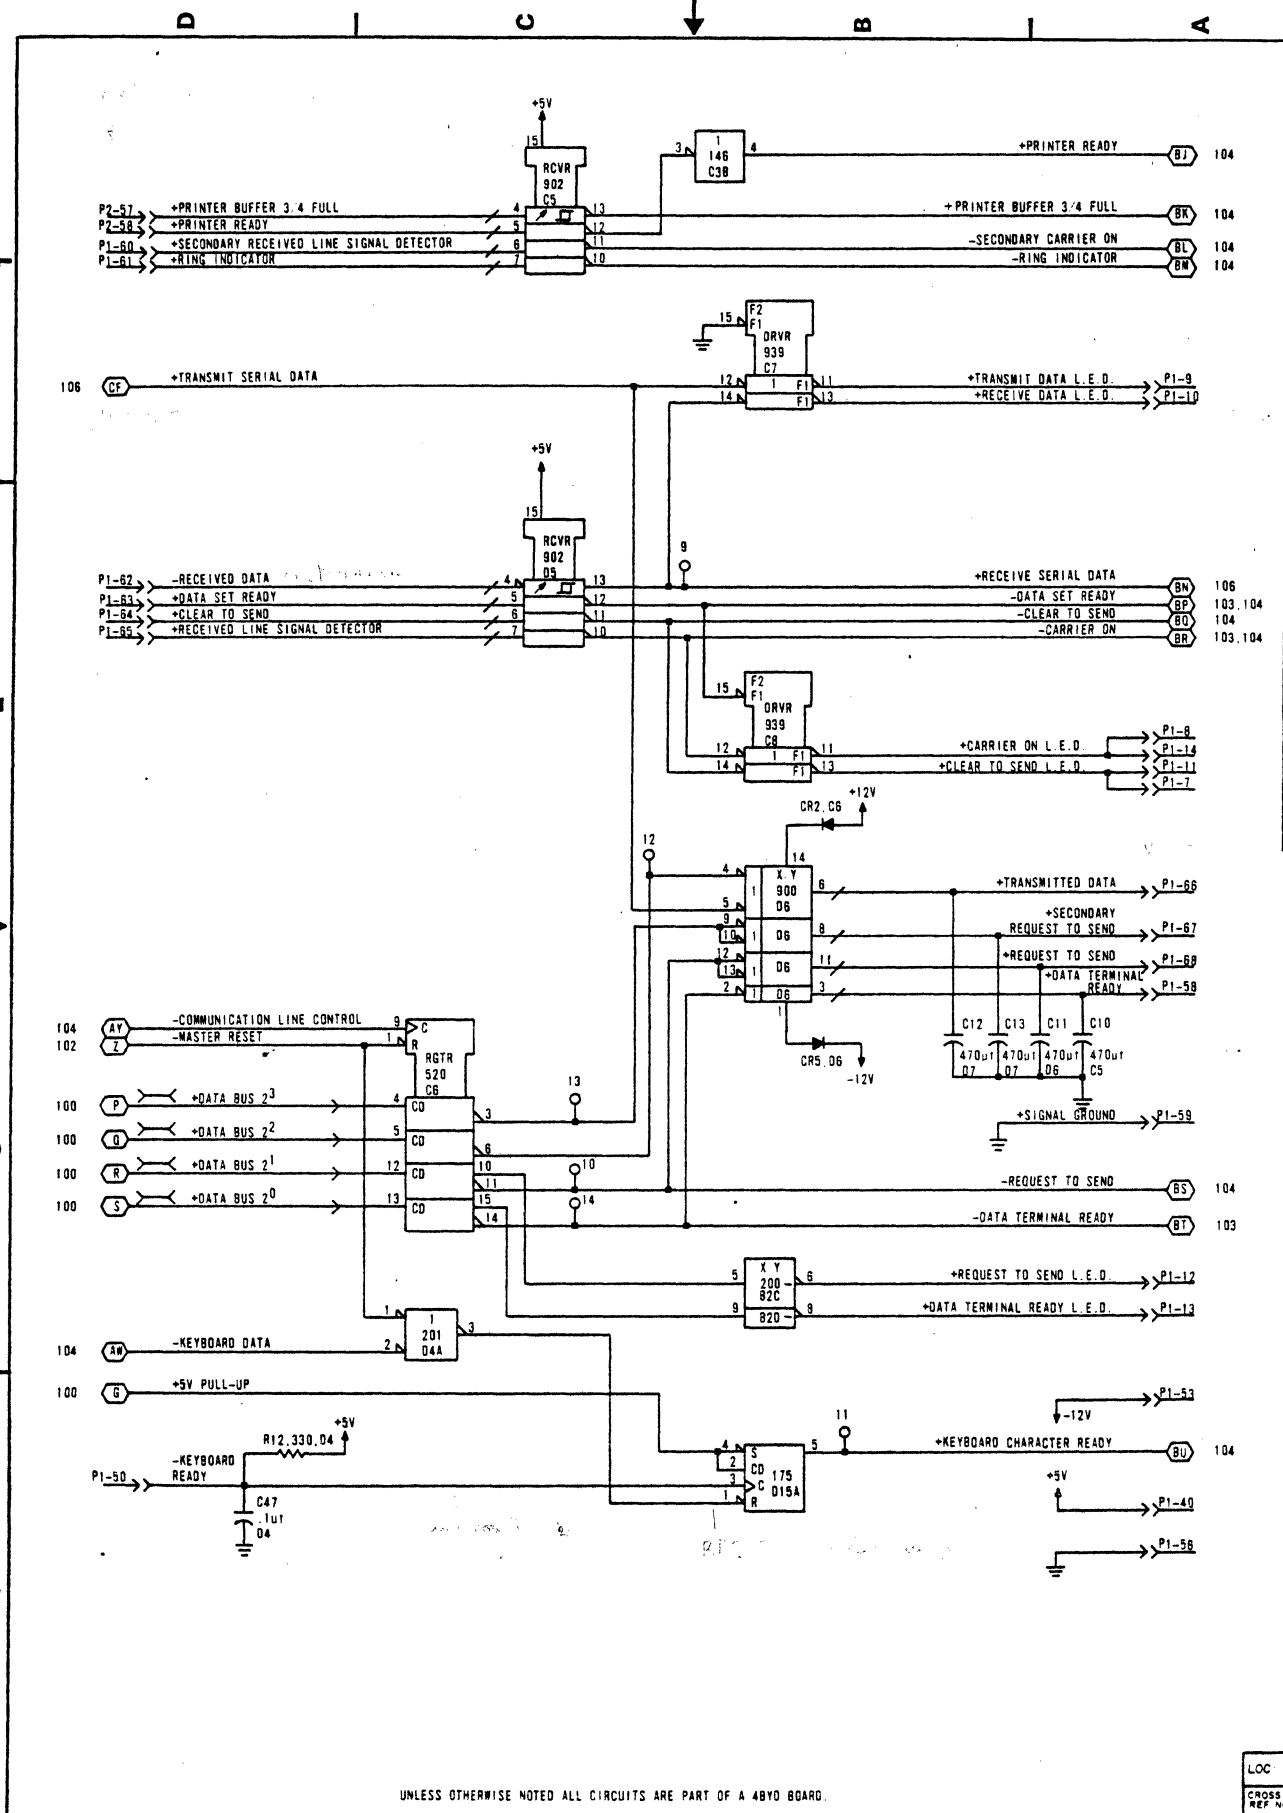 D C B A
+5V
15
RCVR
902
C5
3 1 4
146
C3B
+PRINTER READY BJ 104
P2-57 +PRINTER BUFFER 3/4 FULL 4 13 +PRINTER BUFFER 3/4 FULL BK 104
P2-58 +PRINTER READY 5 12
P1-60 +SECONDARY RECEIVED LINE SIGNAL DETECTOR 6 11 -SECONDARY CARRIER ON BL 104
P1-61 +RING INDICATOR 7 10 -RING INDICATOR BM 104
F2
15 F1
DRVR
939
C7
106 CF +TRANSMIT SERIAL DATA 12 1 F1 11 +TRANSMIT DATA L.E.D. P1-9
14 F1 13 +RECEIVE DATA L.E.D. P1-10
+5V
15
RCVR
902
D5
9
P1-62 -RECEIVED DATA 4 13 +RECEIVE SERIAL DATA BN 106
P1-63 +DATA SET READY 5 12 -DATA SET READY BP 103,104
P1-64 +CLEAR TO SEND 6 11 -CLEAR TO SEND BQ 104
P1-65 +RECEIVED LINE SIGNAL DETECTOR 7 10 -CARRIER ON BR 103,104
F2
15 F1
DRVR
939
C8
P1-8
12 1 F1 11 +CARRIER ON L.E.D. P1-14
14 F1 13 +CLEAR TO SEND L.E.D. P1-11
P1-7
CR2,C6 +12V
12
14
4 X Y
1 900 6 +TRANSMITTED DATA P1-66
5 D6
+SECONDARY
9 10 1 D6 8 REQUEST TO SEND P1-67
12 13 1 D6 11 +REQUEST TO SEND P1-68
+DATA TERMINAL
2 1 D6 3 READY P1-58
1
CR5,D6 -12V
C12 C13 C11 C10
470uf 470uf 470uf 470uf
D7 D7 D6 C5
+SIGNAL GROUND P1-59
104 AY -COMMUNICATION LINE CONTROL 9 C
102 Z -MASTER RESET 1 R
RGTR
520
C6
100 P +DATA BUS 2³ 4 CD 3 13
100 Q +DATA BUS 2² 5 CD 6
100 R +DATA BUS 2¹ 12 CD 10 10
11 -REQUEST TO SEND BS 104
100 S +DATA BUS 2⁰ 13 CD 15 14
14 -DATA TERMINAL READY BT 103
X Y
5 200 6 +REQUEST TO SEND L.E.D. P1-12
B2C
9 B2D 8 +DATA TERMINAL READY L.E.D. P1-13
1 1 3
201
104 AW -KEYBOARD DATA 2 D4A
100 G +5V PULL-UP
-12V P1-53
R12,330,D4 +5V
11
4 S 5 +KEYBOARD CHARACTER READY BU 104
2 CD
175
P1-50 -KEYBOARD
READY
3 C D15A
1 R
C47
.1uf
D4
+5V P1-40
P1-56
UNLESS OTHERWISE NOTED ALL CIRCUITS ARE PART OF A 4BYD BOARD.
LOC
CROSS
REF